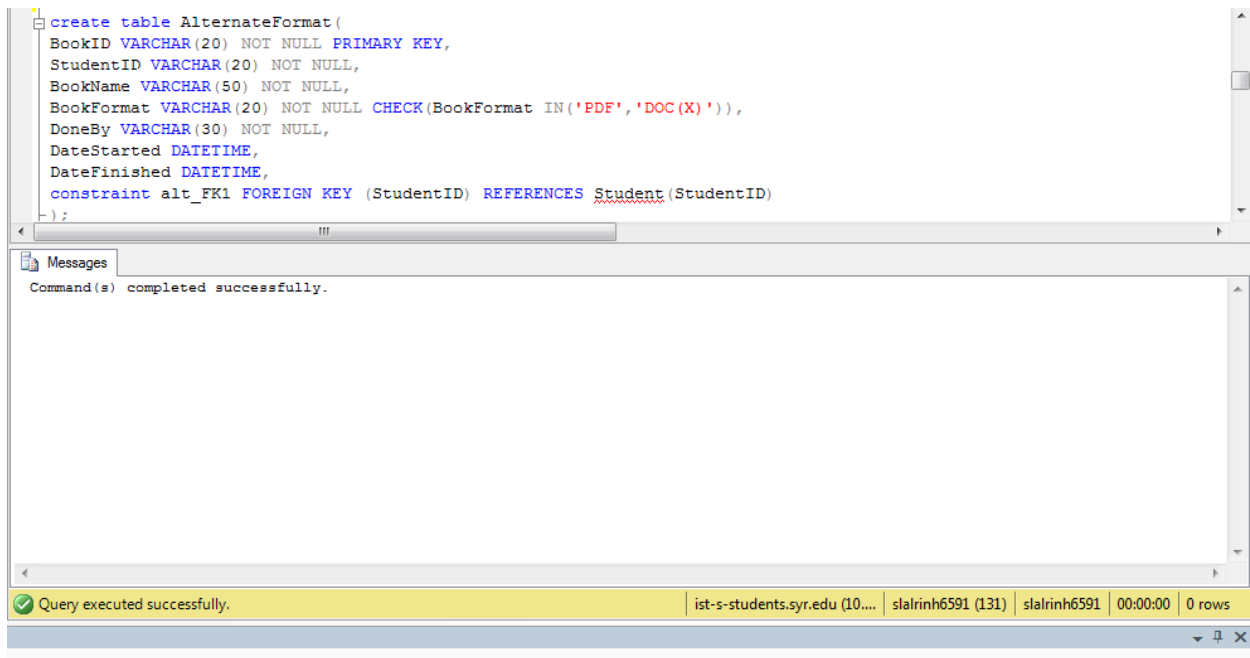 create table AlternateFormat(
BookID VARCHAR(20) NOT NULL PRIMARY KEY,
StudentID VARCHAR(20) NOT NULL,
BookName VARCHAR(50) NOT NULL,
BookFormat VARCHAR(20) NOT NULL CHECK(BookFormat IN('PDF','DOC(X)')),
DoneBy VARCHAR(30) NOT NULL,
DateStarted DATETIME,
DateFinished DATETIME,
constraint alt_FK1 FOREIGN KEY (StudentID) REFERENCES Student(StudentID)
);
Messages
Command(s) completed successfully.
Query executed successfully. ist-s-students.syr.edu (10.... slalrinh6591 (131) slalrinh6591 00:00:00 0 rows